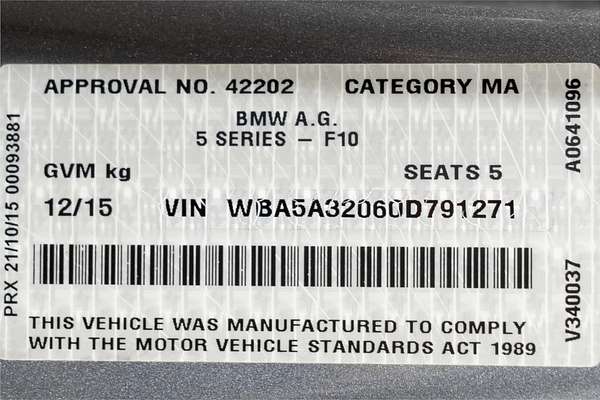 APPROVAL NO. 42202 CATEGORY MA
BMW A.G.
5 SERIES – F10
GVM kg SEATS 5
12/15 VIN WBA5A32060D791271
THIS VEHICLE WAS MANUFACTURED TO COMPLY
WITH THE MOTOR VEHICLE STANDARDS ACT 1989
PRX 21/10/15 00093881
A0641096
V340037